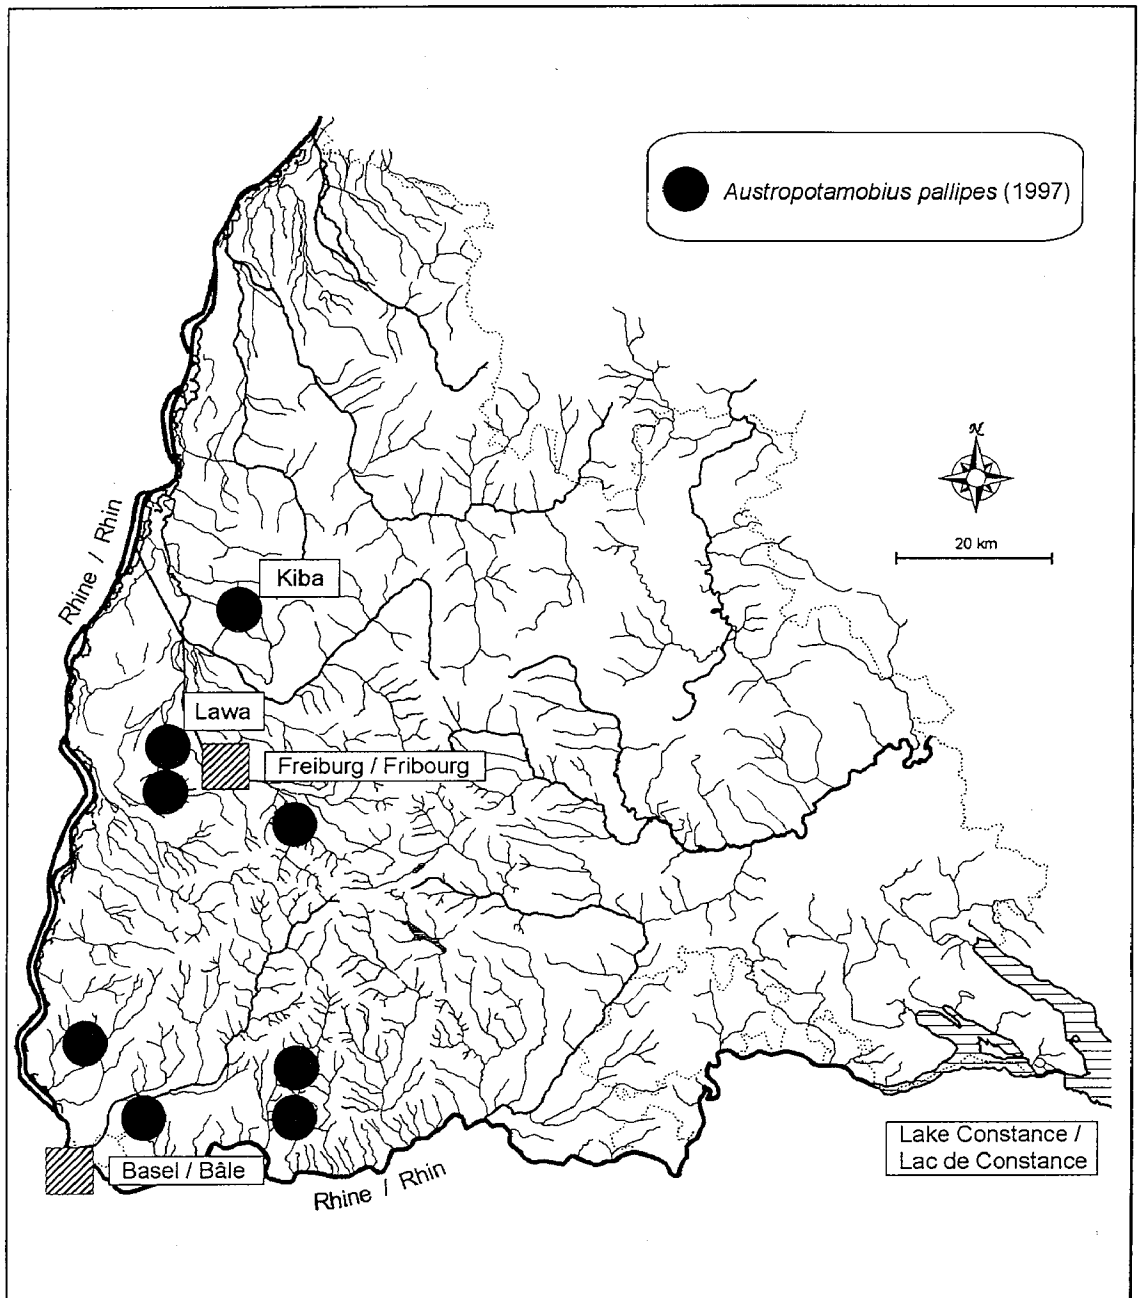 Austropotamobius pallipes (1997)
N
20 km
Rhine / Rhin
Kiba
Lawa
Freiburg / Fribourg
Lake Constance /
Lac de Constance
Basel / Bâle
Rhine / Rhin